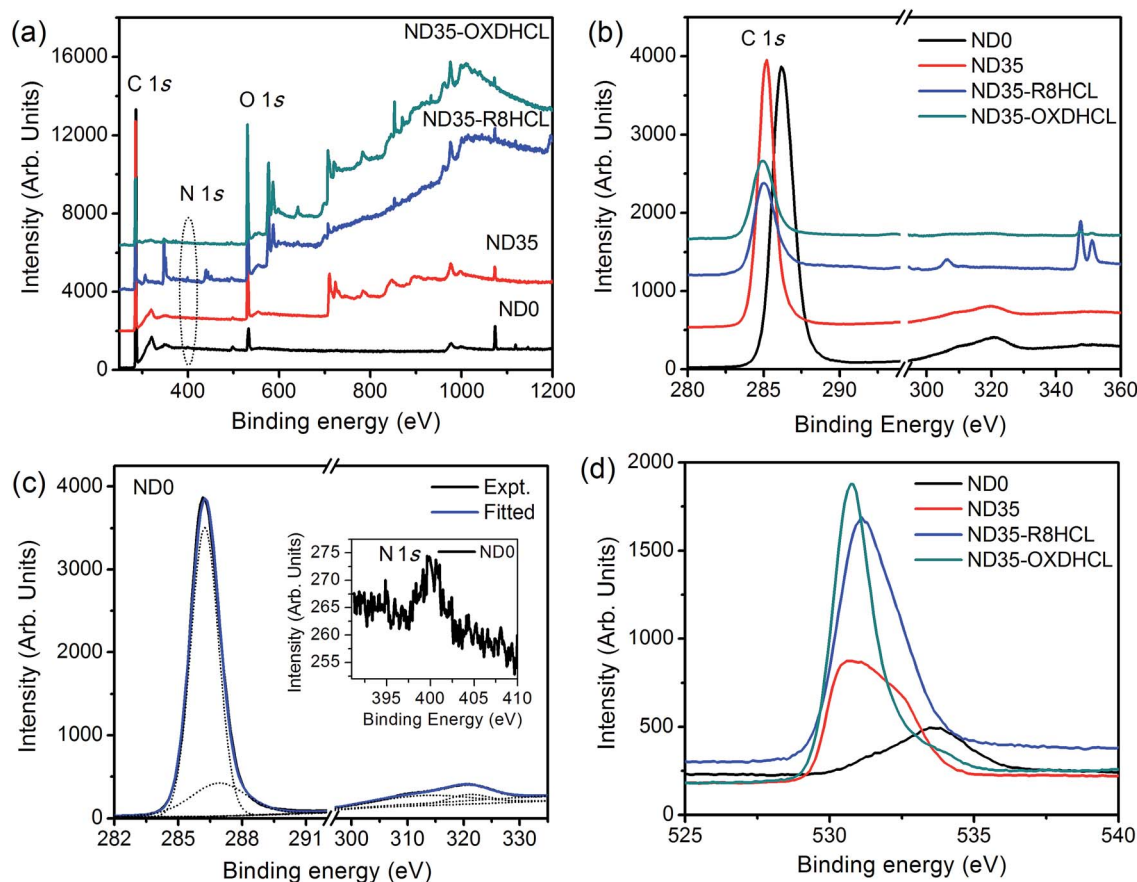 (a)
16000
12000
8000
4000
0
Intensity (Arb. Units)
C 1s
N 1s
O 1s
ND35-OXDHCL
ND35-R8HCL
ND35
ND0
400 600 800 1000 1200
Binding energy (eV)
(b)
4000
3000
2000
1000
0
Intensity (Arb. Units)
C 1s
ND0
ND35
ND35-R8HCL
ND35-OXDHCL
280 285 290 300 320 340 360
Binding Energy (eV)
(c)
ND0
4000
3000
2000
1000
0
Intensity (Arb. Units)
Expt.
Fitted
N 1s
ND0
275
270
265
260
255
Intensity (Arb. Units)
395 400 405 410
Binding Energy (eV)
282 285 288 291 300 310 320 330
Binding energy (eV)
(d)
2000
1500
1000
500
0
Intensity (Arb. Units)
ND0
ND35
ND35-R8HCL
ND35-OXDHCL
525 530 535 540
Binding energy (eV)